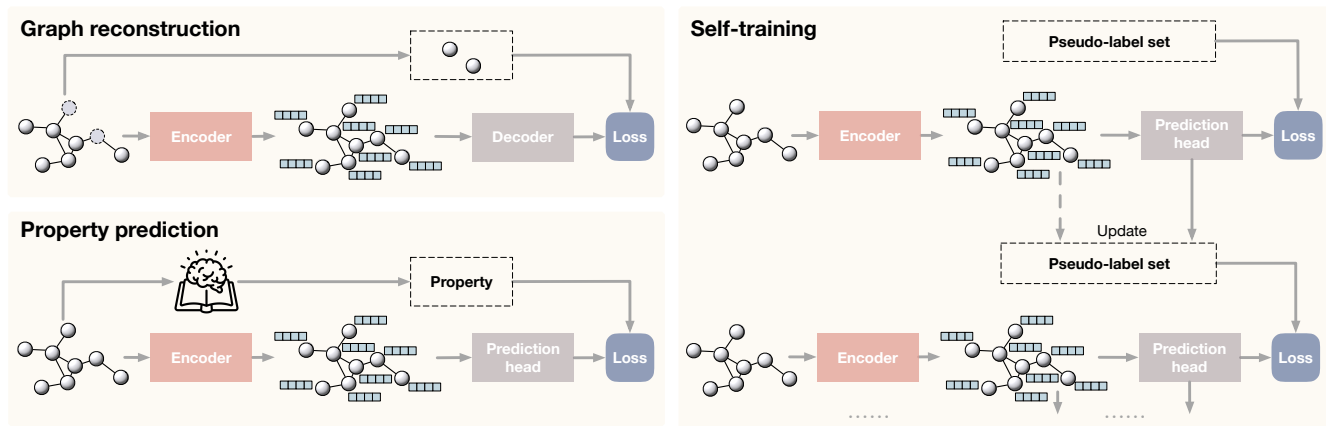 Graph reconstruction
Encoder
Decoder
Loss
Property prediction
Property
Encoder
Prediction
head
Loss
Self-training
Pseudo-label set
Encoder
Prediction
head
Loss
Update
Pseudo-label set
Encoder
Prediction
head
Loss
......
......